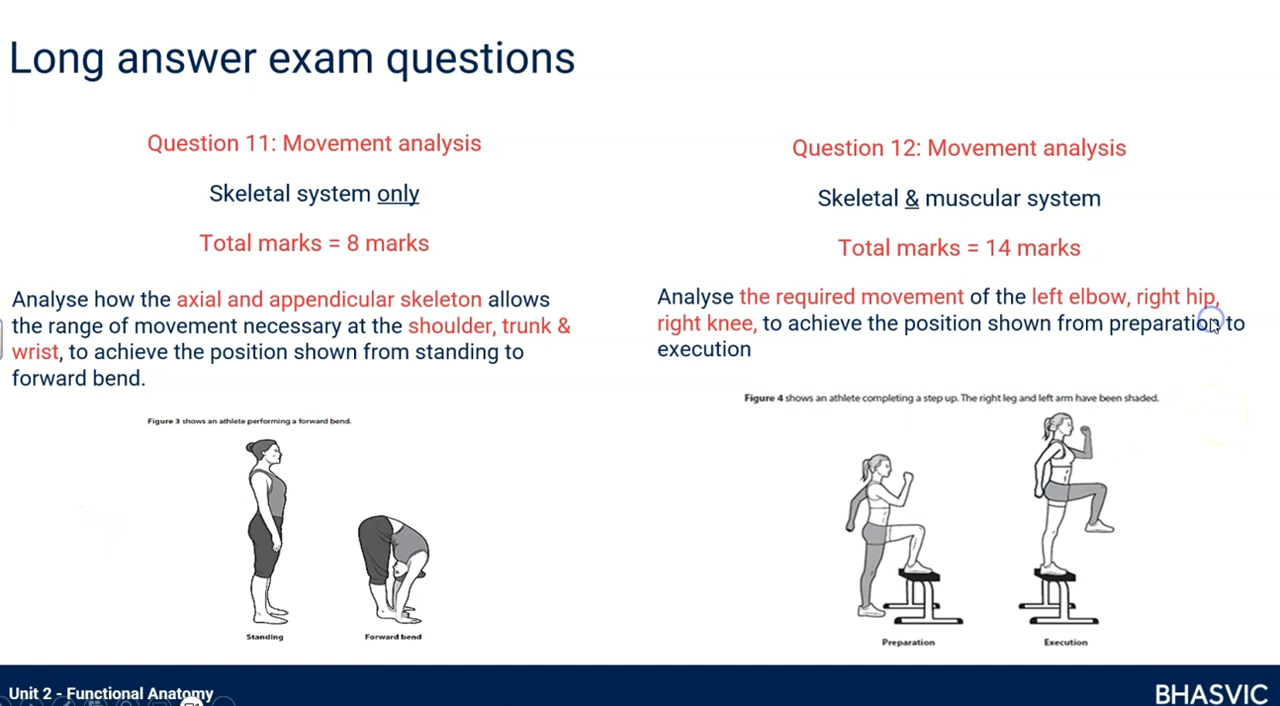 Long answer exam questions
Question 11: Movement analysis
Skeletal system only
Total marks = 8 marks
Analyse how the axial and appendicular skeleton allows
the range of movement necessary at the shoulder, trunk &
wrist, to achieve the position shown from standing to
forward bend.
Figure 3 shows an athlete performing a forward bend.
Standing
Forward bend
Question 12: Movement analysis
Skeletal & muscular system
Total marks = 14 marks
Analyse the required movement of the left elbow, right hip,
right knee, to achieve the position shown from preparation to
execution
Figure 4 shows an athlete completing a step up. The right leg and left arm have been shaded.
Preparation
Execution
Unit 2 - Functional Anatomy
BHASVIC